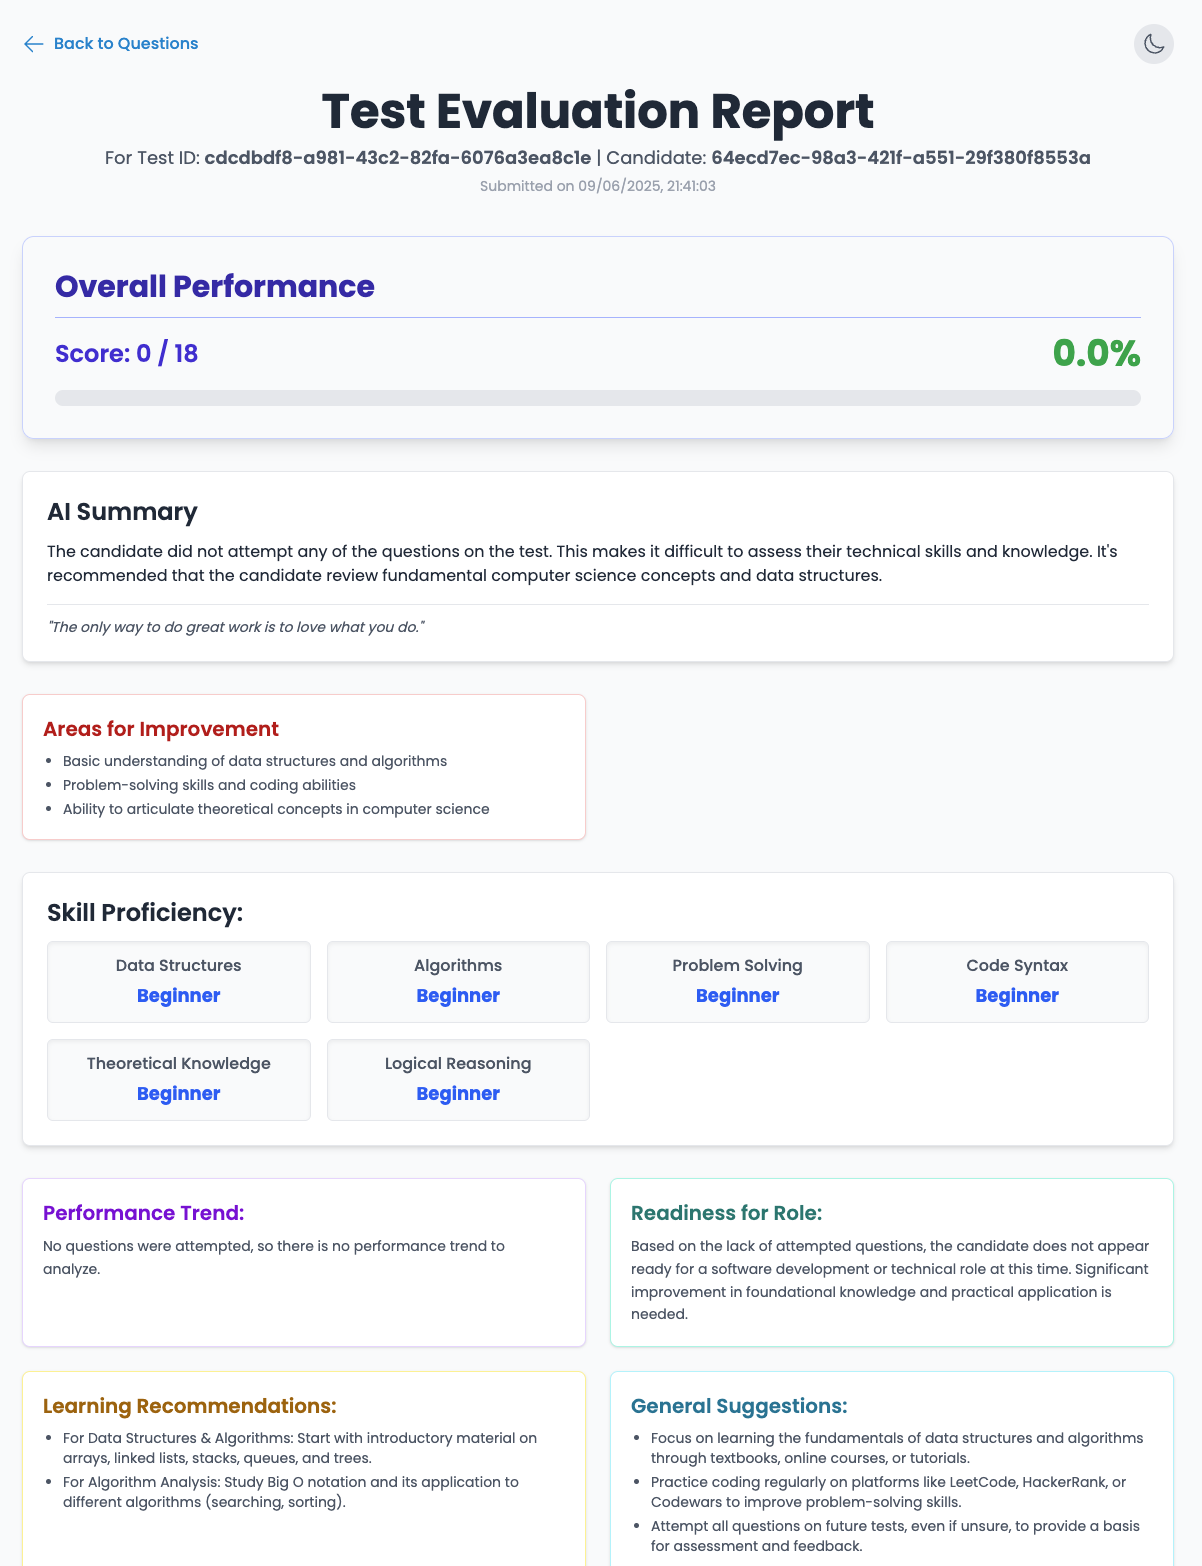 Back to Questions
Test Evaluation Report
For Test ID: cdcdbdf8-a981-43c2-82fa-6076a3ea8c1e | Candidate: 64ecd7ec-98a3-421f-a551-29f380f8553a
Submitted on 09/06/2025, 21:41:03
Overall Performance
Score: 0 / 18
0.0%
AI Summary
The candidate did not attempt any of the questions on the test. This makes it difficult to assess their technical skills and knowledge. It's
recommended that the candidate review fundamental computer science concepts and data structures.
"The only way to do great work is to love what you do."
Areas for Improvement
• Basic understanding of data structures and algorithms
• Problem-solving skills and coding abilities
• Ability to articulate theoretical concepts in computer science
Skill Proficiency:
Data Structures
Beginner
Algorithms
Beginner
Problem Solving
Beginner
Code Syntax
Beginner
Theoretical Knowledge
Beginner
Logical Reasoning
Beginner
Performance Trend:
No questions were attempted, so there is no performance trend to
analyze.
Readiness for Role:
Based on the lack of attempted questions, the candidate does not appear
ready for a software development or technical role at this time. Significant
improvement in foundational knowledge and practical application is
needed.
Learning Recommendations:
• For Data Structures & Algorithms: Start with introductory material on
arrays, linked lists, stacks, queues, and trees.
• For Algorithm Analysis: Study Big O notation and its application to
different algorithms (searching, sorting).
General Suggestions:
• Focus on learning the fundamentals of data structures and algorithms
through textbooks, online courses, or tutorials.
• Practice coding regularly on platforms like LeetCode, HackerRank, or
Codewars to improve problem-solving skills.
• Attempt all questions on future tests, even if unsure, to provide a basis
for assessment and feedback.